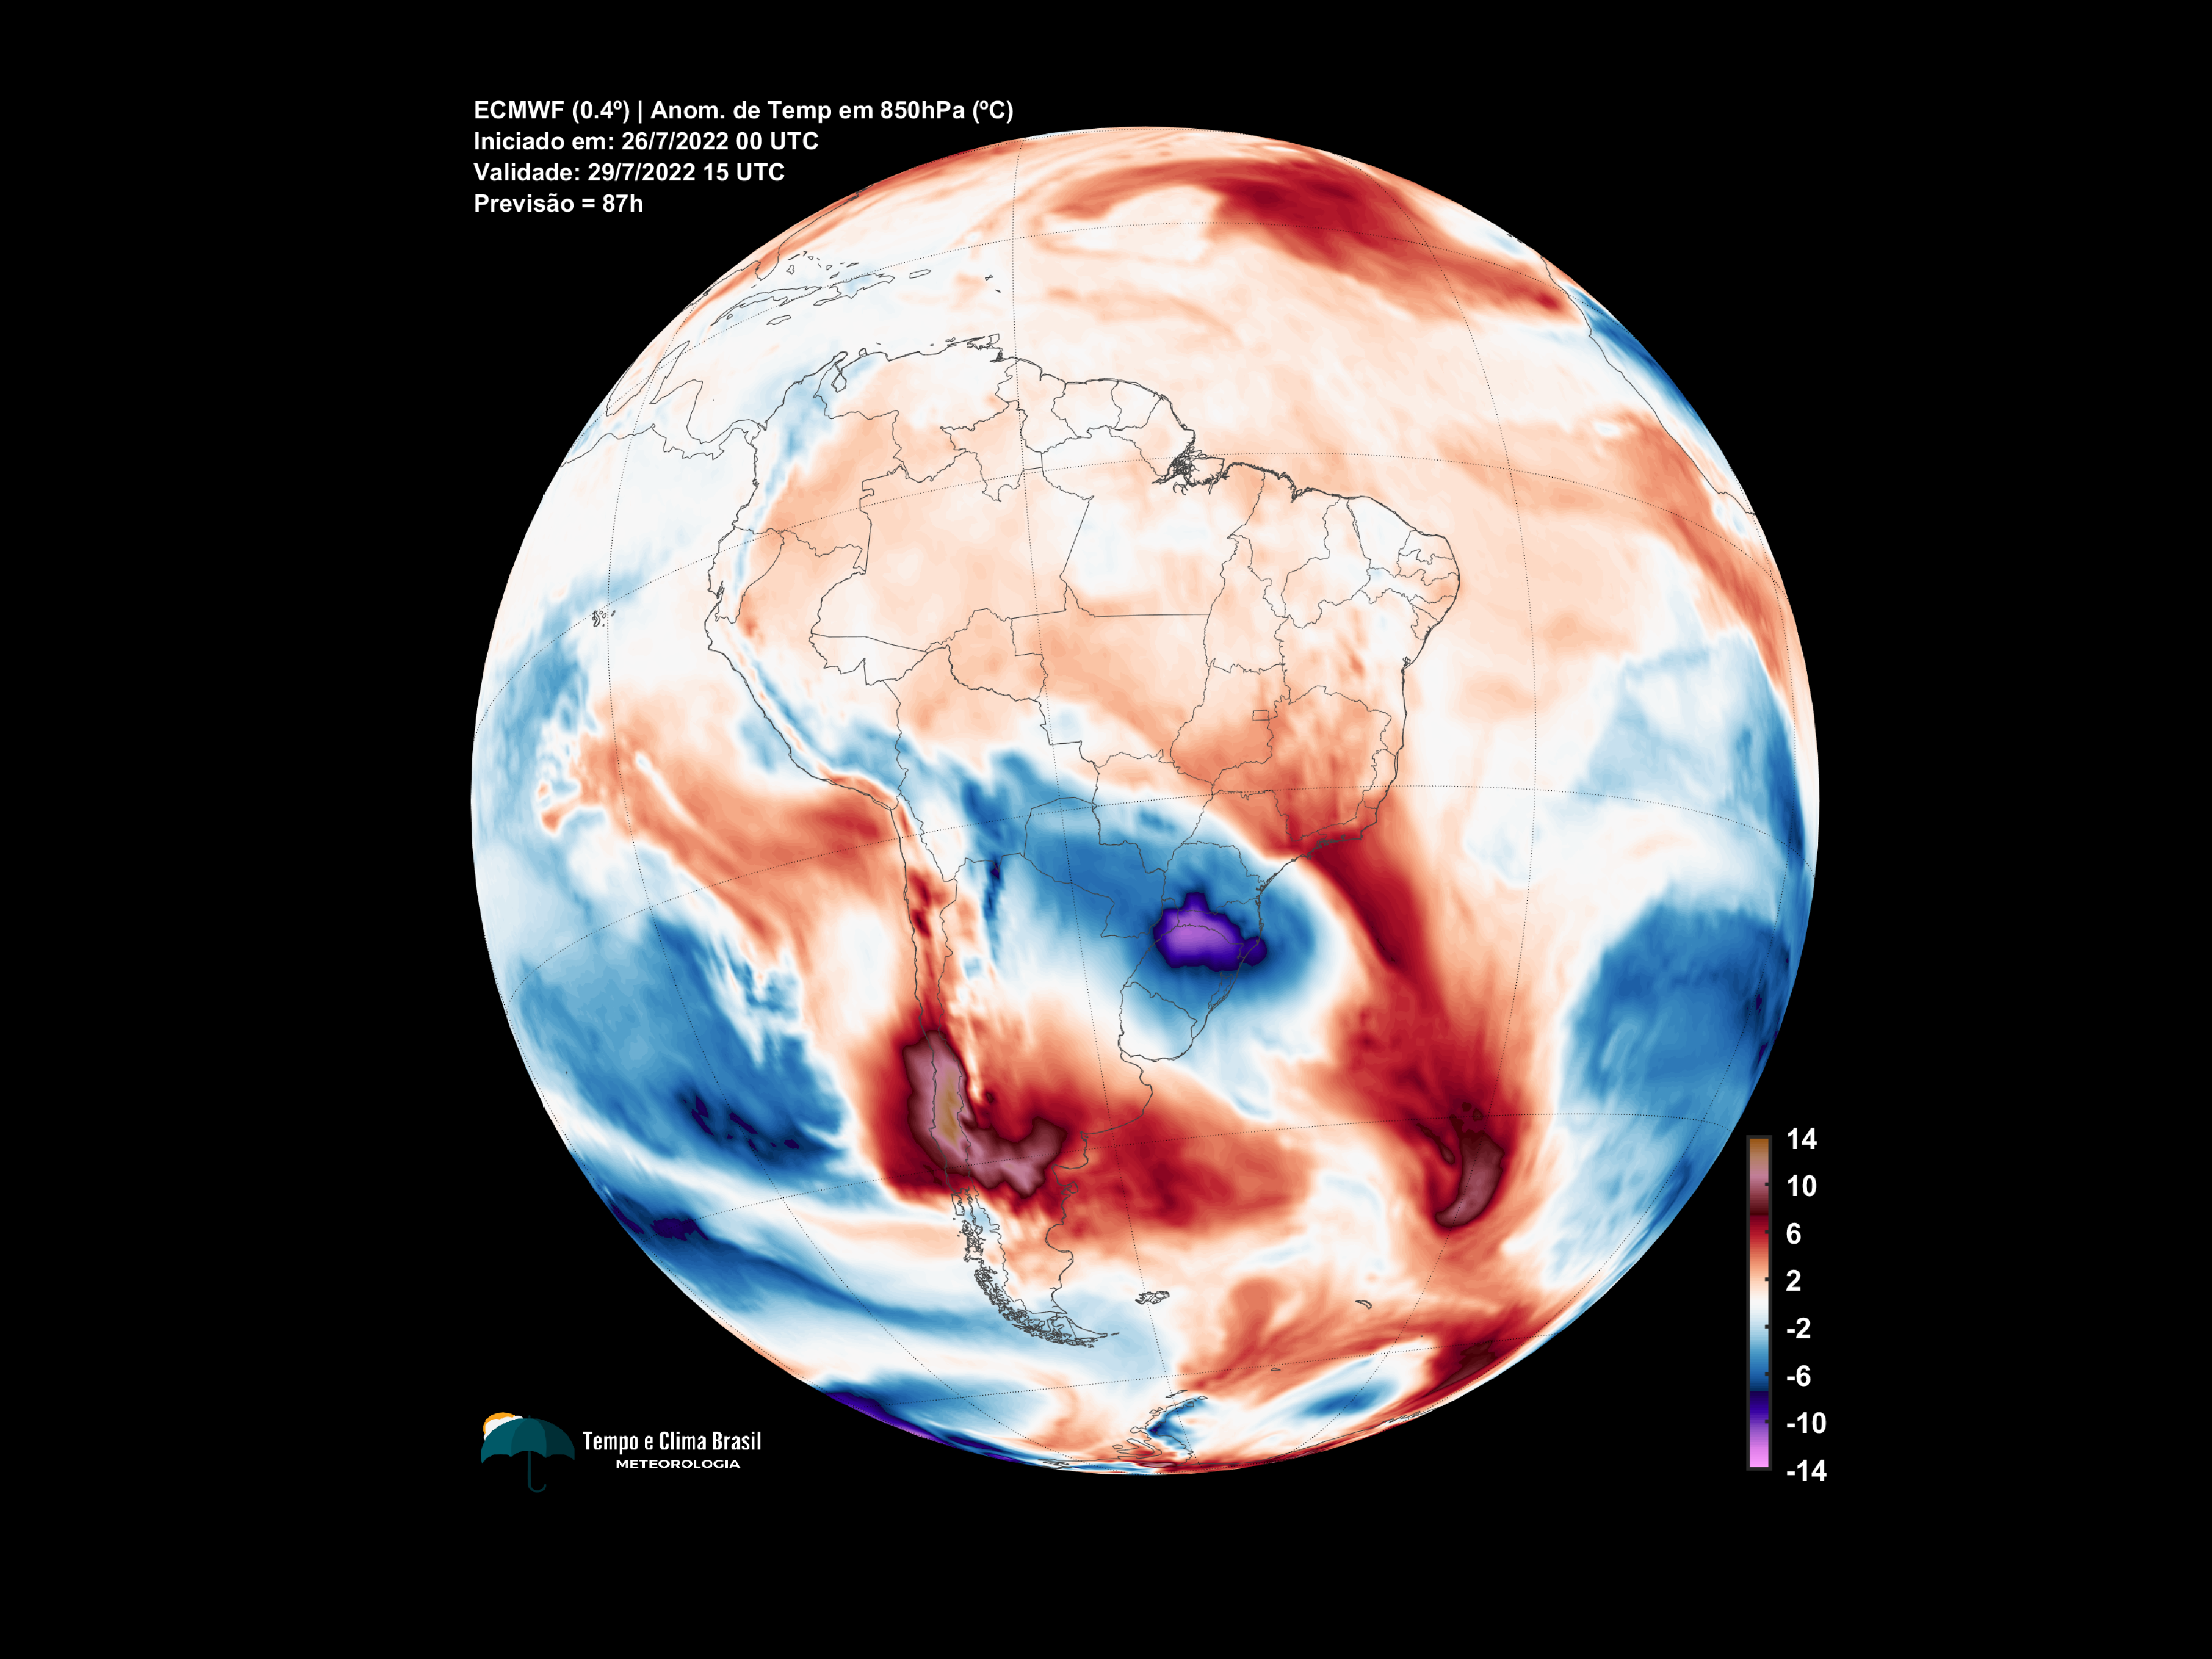 ECMWF (0.4º) | Anom. de Temp em 850hPa (ºC)
Iniciado em: 26/7/2022 00 UTC
Validade: 29/7/2022 15 UTC
Previsão = 87h
14
10
6
2
-2
-6
-10
-14
Tempo e Clima Brasil
METEOROLOGIA